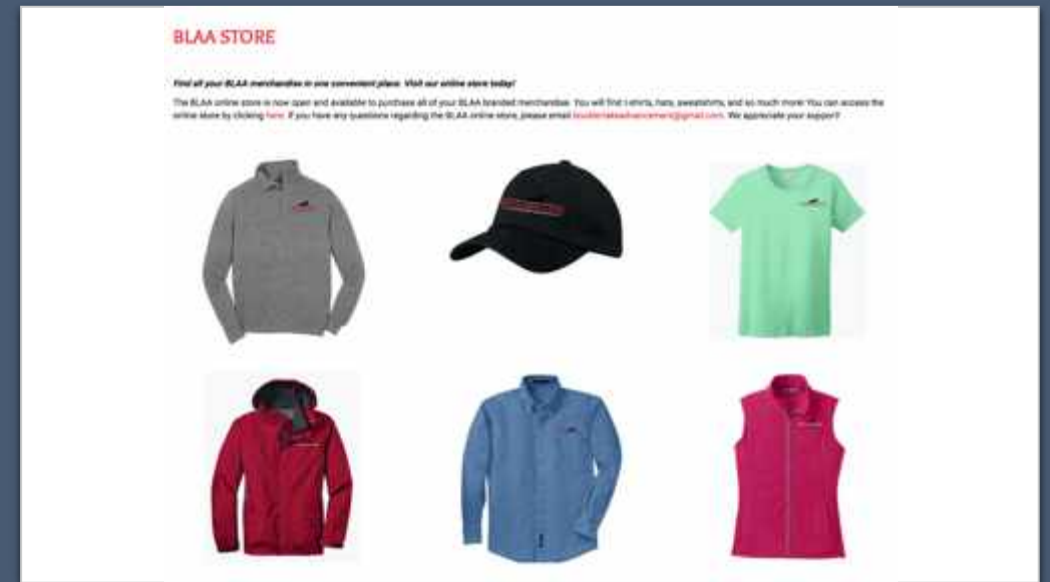 BLAA STORE
Find all your BLAA merchandise in one convenient place. Visit our online store today!
The BLAA online store is now open and available to purchase all of your BLAA branded merchandise. You will find t-shirts, hats, sweatshirts, and so much more! You can access the
online store by clicking here. If you have any questions regarding the BLAA online store, please email We appreciate your support!